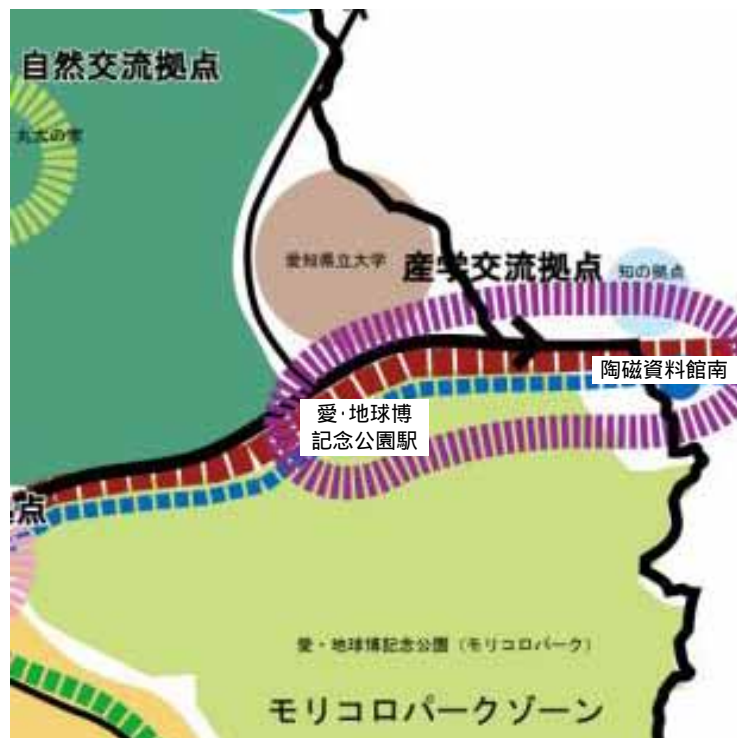 自然交流拠点
愛知県立大学
産学交流拠点
知の拠点
陶磁資料館南
愛・地球博
記念公園駅
点
愛・地球博記念公園（モリコロパーク）
モリコロパークゾーン